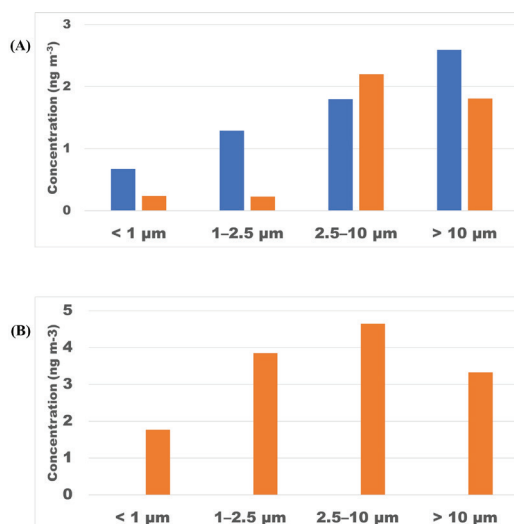 (A)
Concentration (ng m-3)
3
2
1
0
< 1 µm 1–2.5 µm 2.5–10 µm > 10 µm
(B)
Concentration (ng m-3)
5
4
3
2
1
0
< 1 µm 1–2.5 µm 2.5–10 µm > 10 µm